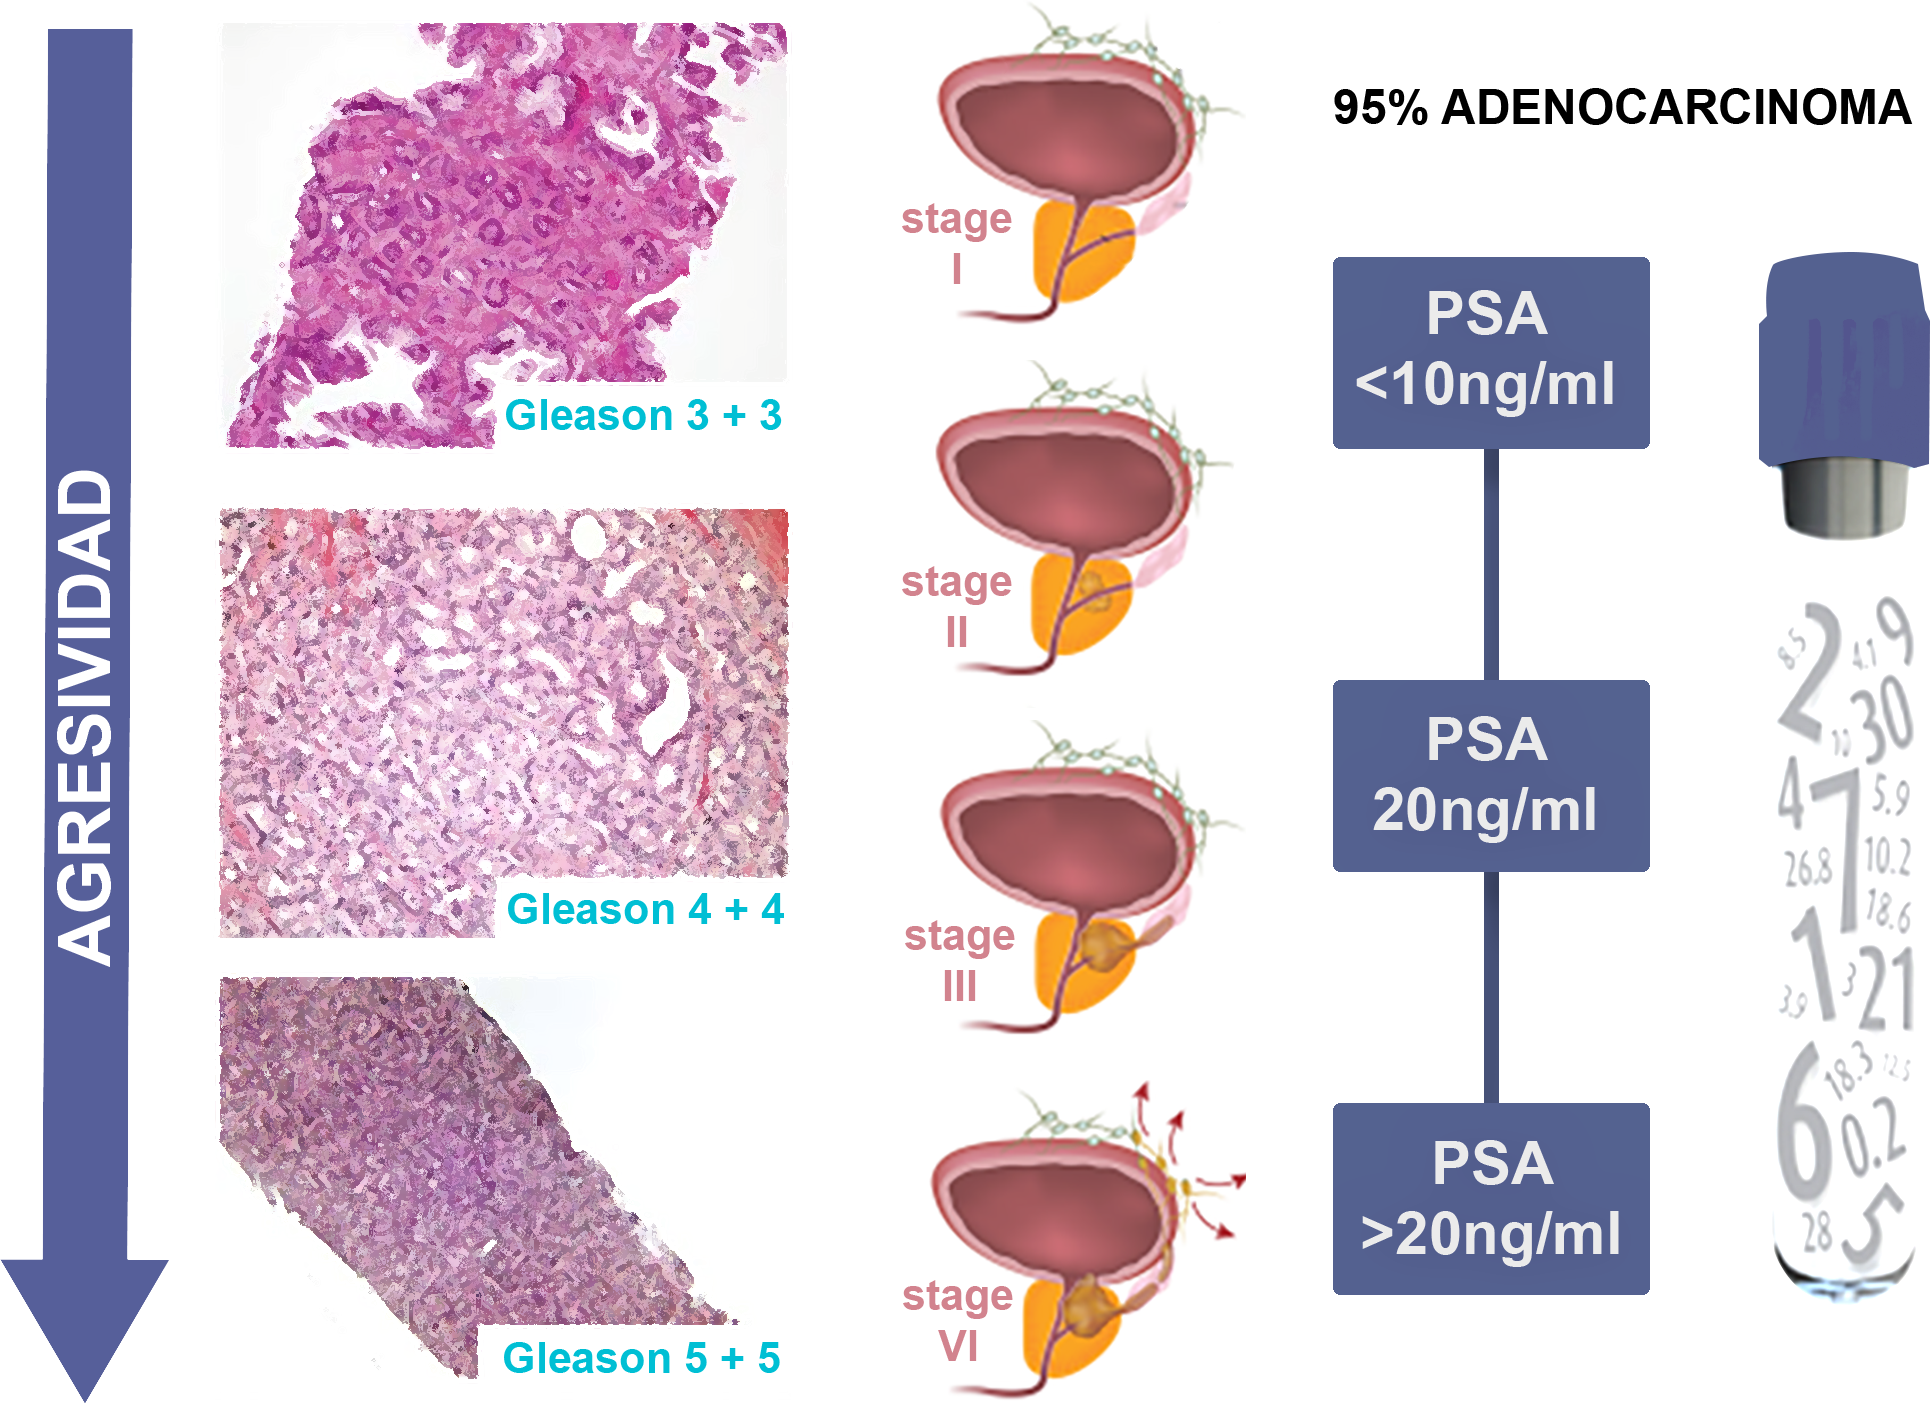 AGRESIVIDAD
Gleason 3 + 3
Gleason 4 + 4
Gleason 5 + 5
stage
I
stage
II
stage
III
stage
VI
95% ADENOCARCINOMA
PSA
<10ng/ml
PSA
20ng/ml
PSA
>20ng/ml
8.5
2
4.1
9
10
30
4
7
5.9
26.8
10.2
18.6
3.9
1
3
21
6
18.3
12.5
0.2
28
5